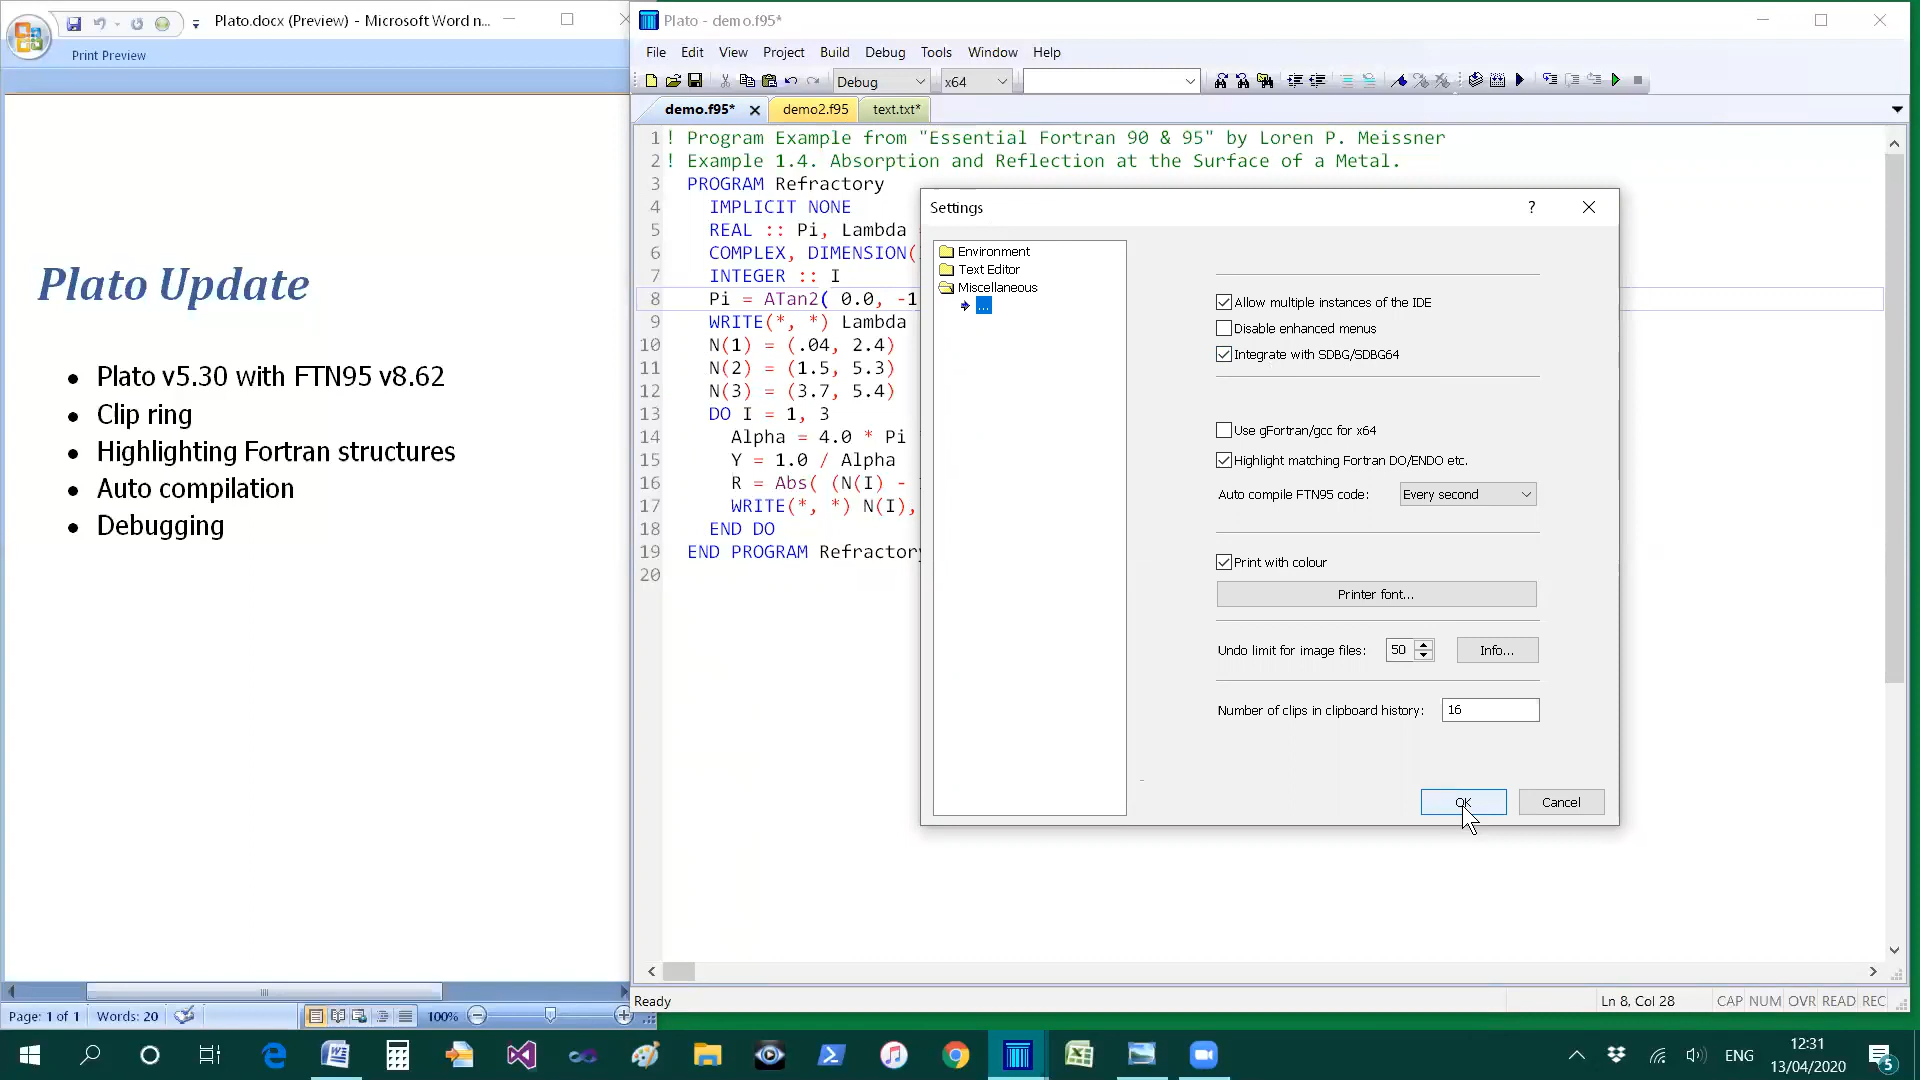 Plato.docx (Preview) - Microsoft Word n...
Print Preview
Plato Update
Plato v5.30 with FTN95 v8.62
Clip ring
Highlighting Fortran structures
Auto compilation
Debugging
Page: 1 of 1 Words: 20 100%
Plato - demo.f95*
File Edit View Project Build Debug Tools Window Help
Debug x64
demo.f95* demo2.f95 text.txt*
1 ! Program Example from "Essential Fortran 90 & 95" by Loren P. Meissner
2 ! Example 1.4. Absorption and Reflection at the Surface of a Metal.
3 PROGRAM Refractory
4 IMPLICIT NONE
5 REAL :: Pi, Lambda
6 COMPLEX, DIMENSION(
7 INTEGER :: I
8 Pi = ATan2( 0.0, -1
9 WRITE(*, *) Lambda
10 N(1) = (.04, 2.4)
11 N(2) = (1.5, 5.3)
12 N(3) = (3.7, 5.4)
13 DO I = 1, 3
14 Alpha = 4.0 * Pi
15 Y = 1.0 / Alpha
16 R = Abs( (N(I) -
17 WRITE(*, *) N(I),
18 END DO
19 END PROGRAM Refractory
20
Settings
?
Environment
Text Editor
Miscellaneous
...
Allow multiple instances of the IDE
Disable enhanced menus
Integrate with SDBG/SDBG64
Use gFortran/gcc for x64
Highlight matching Fortran DO/ENDO etc.
Auto compile FTN95 code: Every second
Print with colour
Printer font...
Undo limit for image files: 50 Info...
Number of clips in clipboard history: 16
OK Cancel
Ready Ln 8, Col 28 CAP NUM OVR READ REC
ENG
12:31
13/04/2020
5